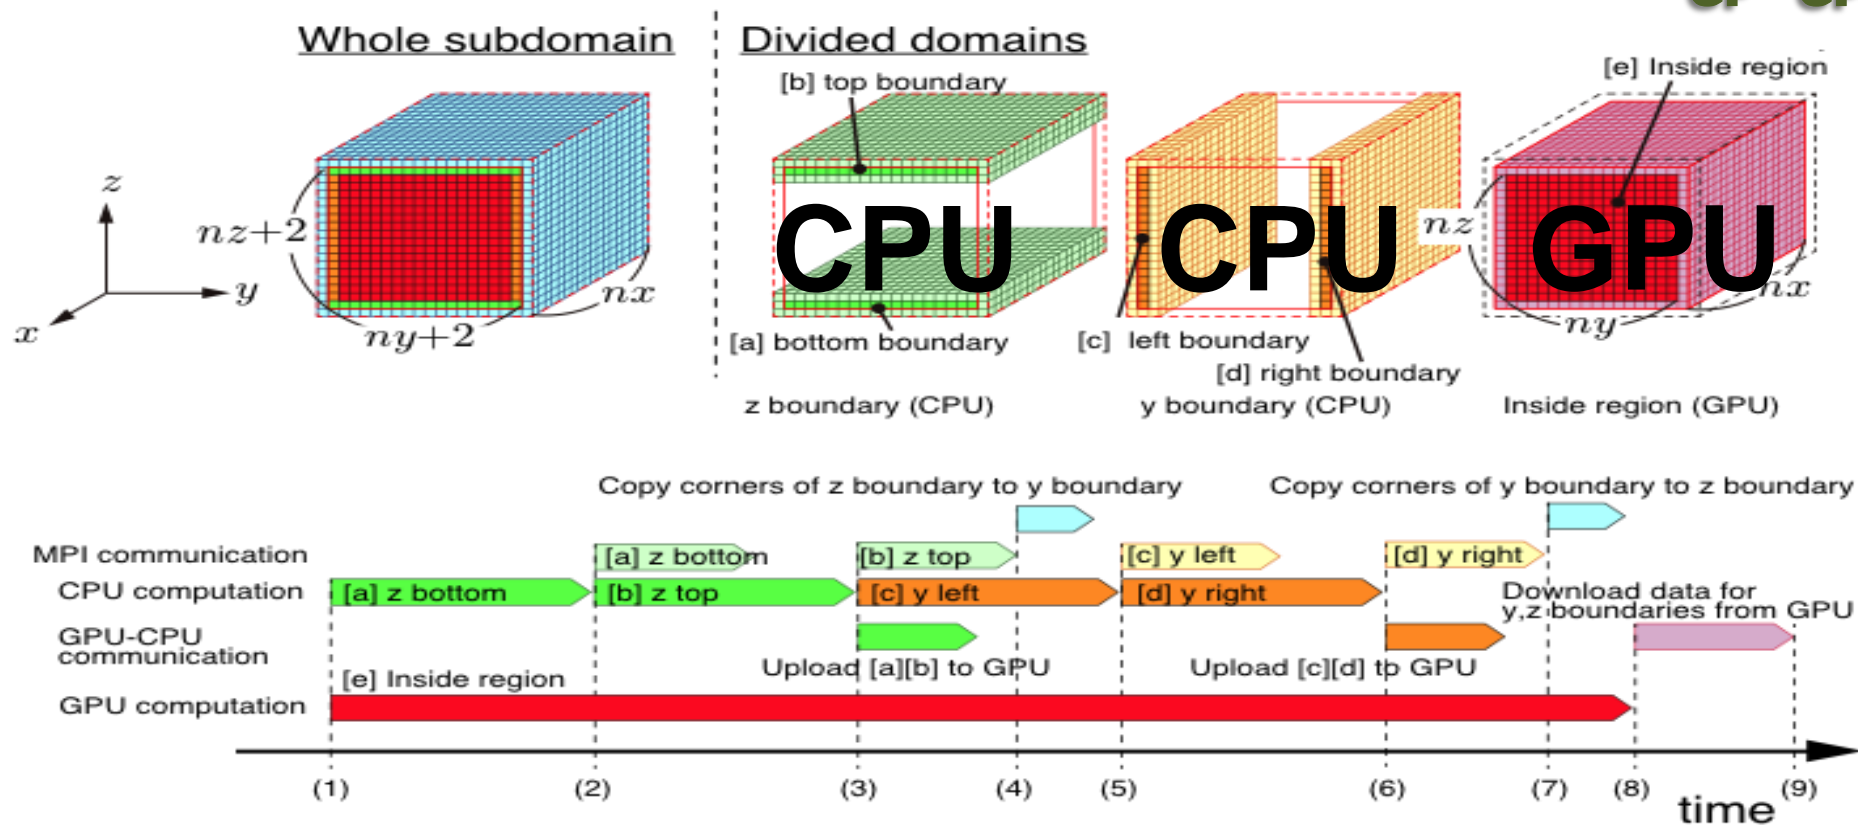 Whole subdomain
Divided domains
[b] top boundary
[e] Inside region
z
y
x
nz+2
ny+2
nx
CPU
CPU
GPU
nz
ny
nx
[a] bottom boundary
[c] left boundary
[d] right boundary
z boundary (CPU)
y boundary (CPU)
Inside region (GPU)
Copy corners of z boundary to y boundary
Copy corners of y boundary to z boundary
MPI communication
[a] z bottom
[b] z top
[c] y left
[d] y right
CPU computation
[a] z bottom
[b] z top
[c] y left
[d] y right
Download data for
y,z boundaries from GPU
GPU-CPU
communication
Upload [a][b] to GPU
Upload [c][d] to GPU
[e] Inside region
GPU computation
(1)
(2)
(3)
(4)
(5)
(6)
(7)
(8)
(9)
time